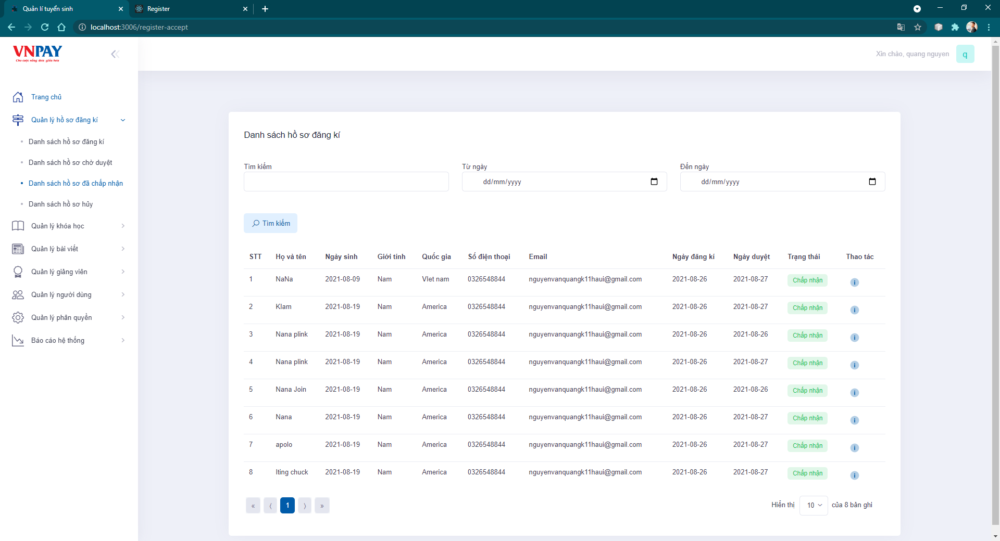 Quản lí tuyển sinh
Register
localhost:3006/register-accept
VNPAY
Cho cuộc sống đơn giản hơn
Xin chào, quang nguyen
q
Trang chủ
Quản lý hồ sơ đăng kí
Danh sách hồ sơ đăng kí
Danh sách hồ sơ chờ duyệt
Danh sách hồ sơ đã chấp nhận
Danh sách hồ sơ hủy
Quản lý khóa học
Quản lý bài viết
Quản lý giảng viên
Quản lý người dùng
Quản lý phân quyền
Báo cáo hệ thống
Danh sách hồ sơ đăng kí
Tìm kiếm Từ ngày Đến ngày
dd/mm/yyyy dd/mm/yyyy
Tìm kiếm
STT Họ và tên Ngày sinh Giới tính Quốc gia Số điện thoại Email Ngày đăng kí Ngày duyệt Trạng thái Thao tác
1 NaNa 2021-08-09 Nam VIet nam 0326548844 nguyenvanquangk11haui@gmail.com 2021-08-26 2021-08-27 Chấp nhận
2 Klam 2021-08-19 Nam America 0326548844 nguyenvanquangk11haui@gmail.com 2021-08-26 2021-08-27 Chấp nhận
3 Nana plink 2021-08-19 Nam America 0326548844 nguyenvanquangk11haui@gmail.com 2021-08-26 2021-08-26 Chấp nhận
4 Nana plink 2021-08-19 Nam America 0326548844 nguyenvanquangk11haui@gmail.com 2021-08-26 2021-08-27 Chấp nhận
5 Nana Join 2021-08-19 Nam America 0326548844 nguyenvanquangk11haui@gmail.com 2021-08-26 2021-08-26 Chấp nhận
6 Nana 2021-08-19 Nam America 0326548844 nguyenvanquangk11haui@gmail.com 2021-08-26 2021-08-27 Chấp nhận
7 apolo 2021-08-19 Nam America 0326548844 nguyenvanquangk11haui@gmail.com 2021-08-26 2021-08-27 Chấp nhận
8 Iting chuck 2021-08-19 Nam America 0326548844 nguyenvanquangk11haui@gmail.com 2021-08-26 2021-08-27 Chấp nhận
« ⟨ 1 ⟩ » Hiển thị 10 của 8 bản ghi